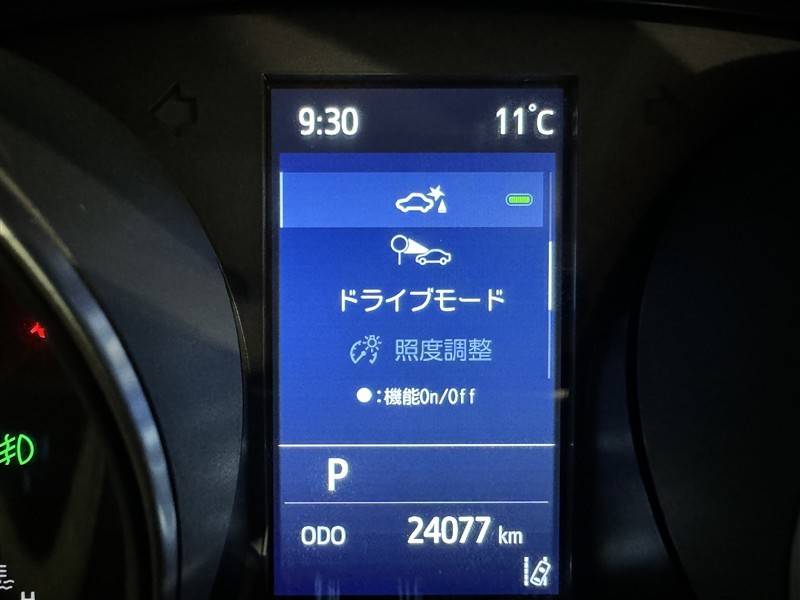 9:30 11°C
ドライブモード
照度調整
●:機能On/Off
P
ODO 24077 km
H